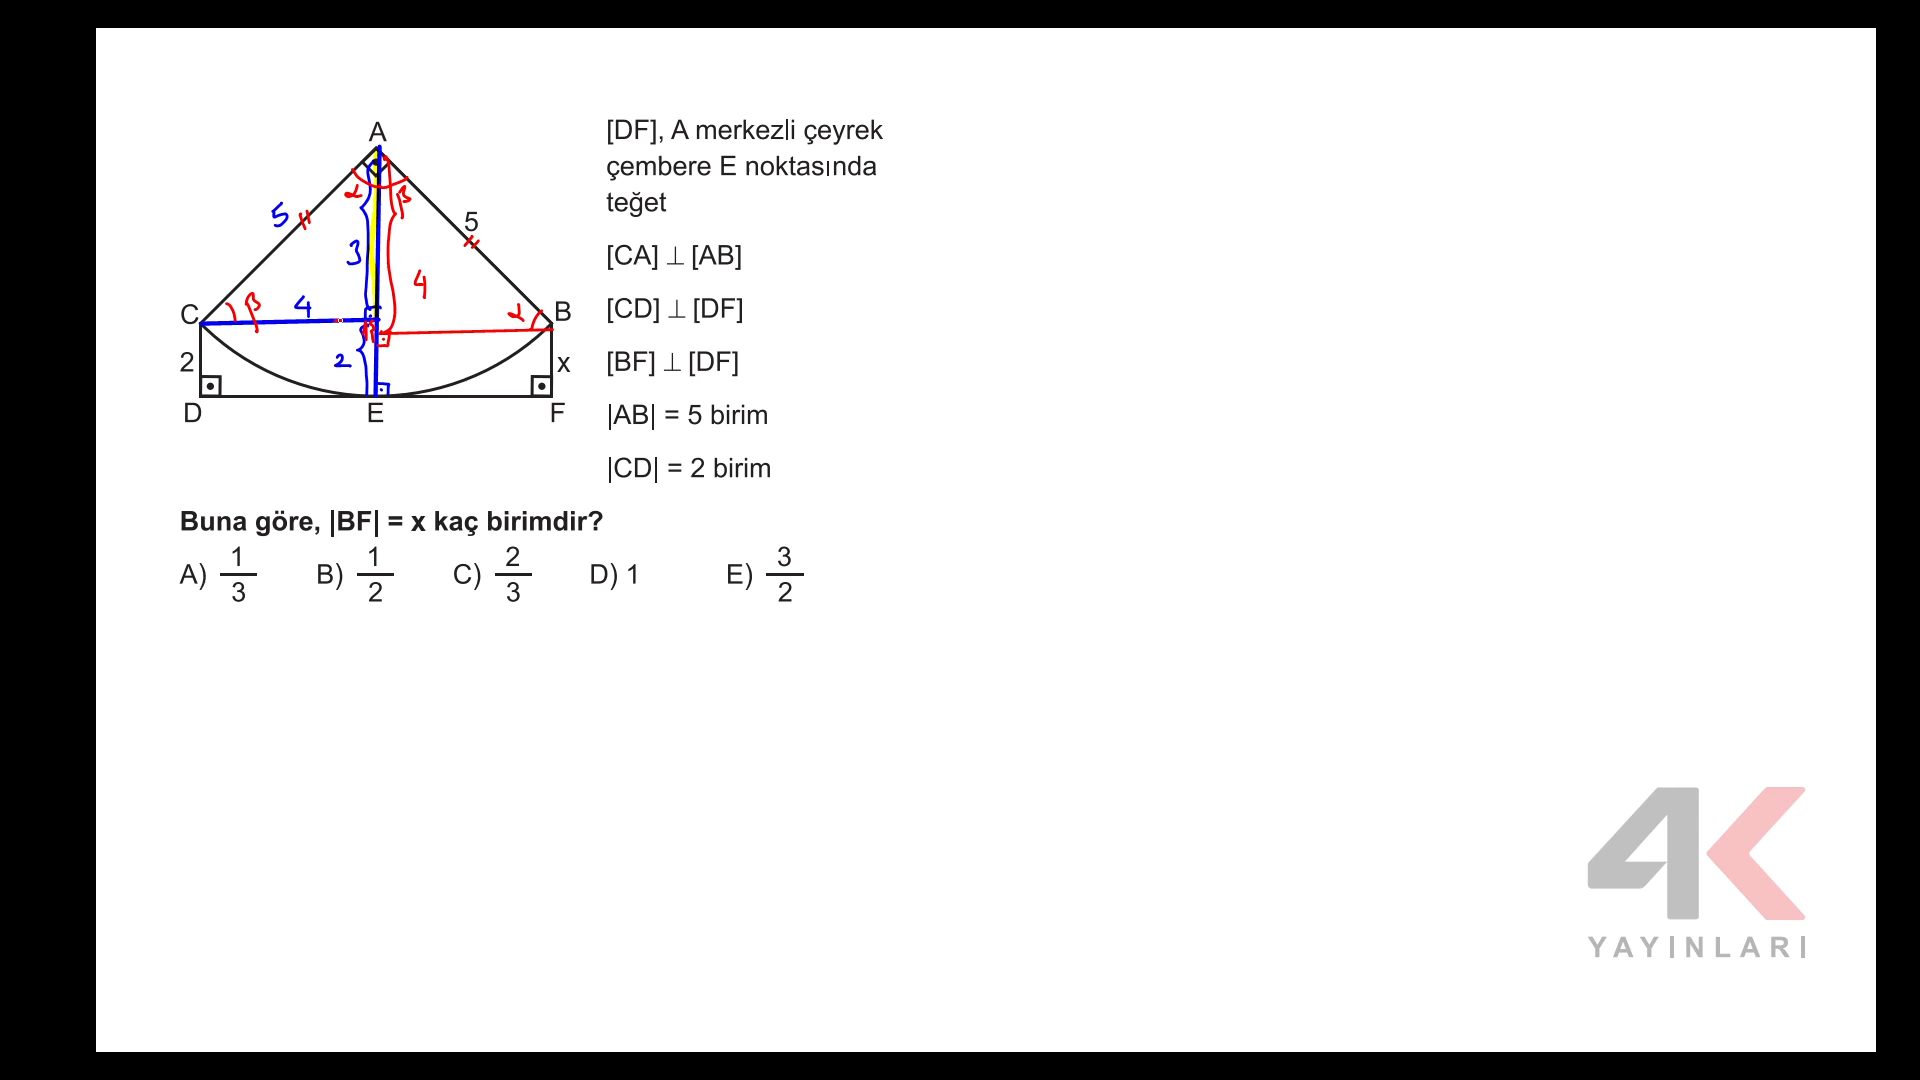 A
α
β
5
5
3
4
C
β
4
α
B
2
2
x
D
E
F
[DF], A merkezli çeyrek
çembere E noktasında
teğet
[CA] ⊥ [AB]
[CD] ⊥ [DF]
[BF] ⊥ [DF]
|AB| = 5 birim
|CD| = 2 birim
Buna göre, |BF| = x kaç birimdir?
A) 1/3 B) 1/2 C) 2/3 D) 1 E) 3/2
4K
YAYINLARI